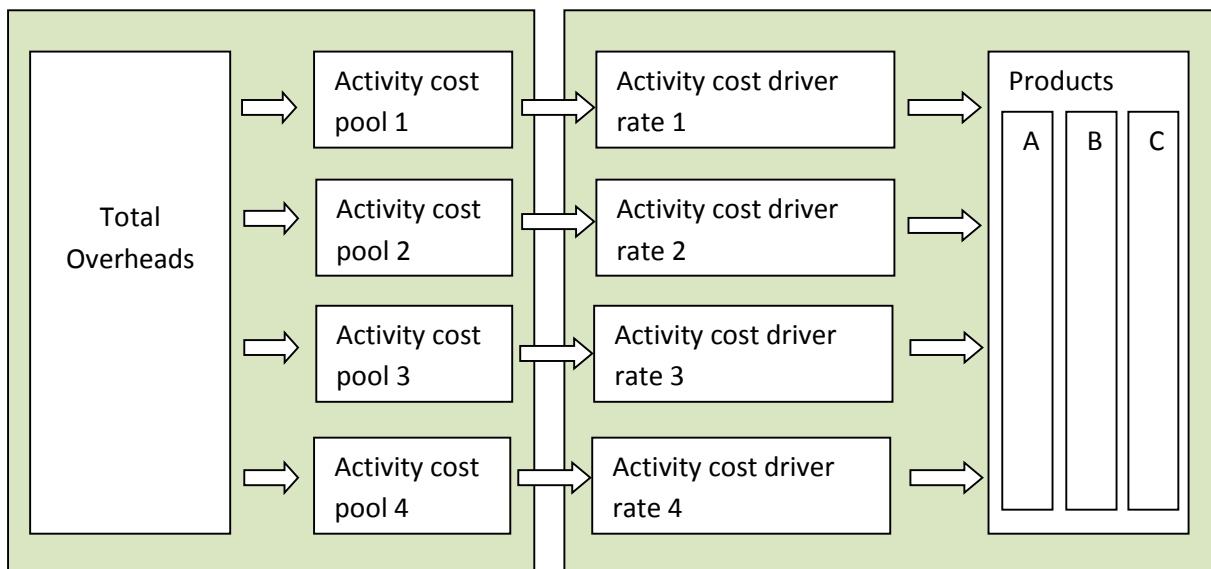 Total
Overheads
Activity cost
pool 1
Activity cost driver
rate 1
Activity cost
pool 2
Activity cost driver
rate 2
Activity cost
pool 3
Activity cost driver
rate 3
Activity cost
pool 4
Activity cost driver
rate 4
Products
A B C